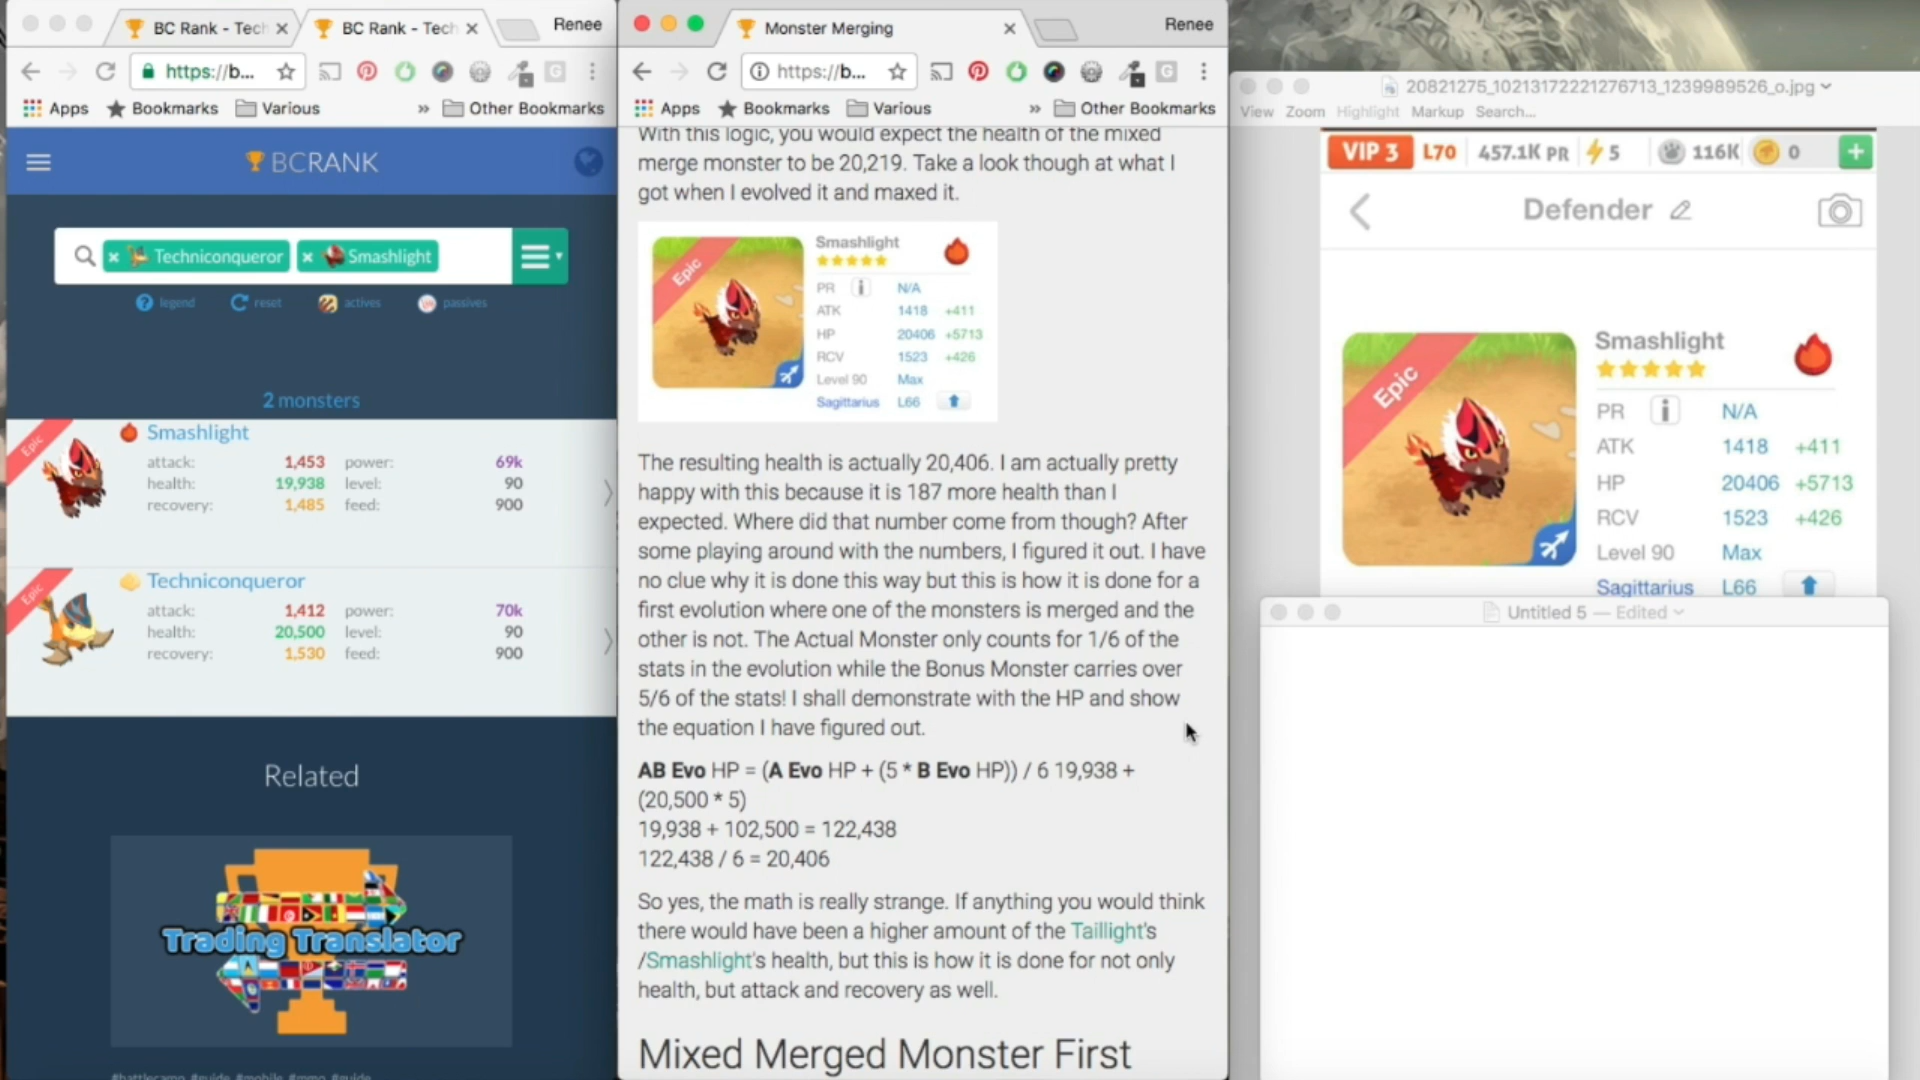 BC Rank - Tech
BC Rank - Tech
Renee
https://b...
Apps
Bookmarks
Various
»
Other Bookmarks
BCRANK
Techniconqueror
Smashlight
legend
reset
actives
passives
2 monsters
Epic
Smashlight
attack: 1,453 power: 69k
health: 19,938 level: 90
recovery: 1,485 feed: 900
Epic
Techniconqueror
attack: 1,412 power: 70k
health: 20,500 level: 90
recovery: 1,530 feed: 900
Related
Trading Translator
#battlecamp #guide #mobile #mmo #guide
Monster Merging
Renee
https://b...
Apps
Bookmarks
Various
»
Other Bookmarks
With this logic, you would expect the health of the mixed
merge monster to be 20,219. Take a look though at what I
got when I evolved it and maxed it.
Epic
Smashlight
PR i N/A
ATK 1418 +411
HP 20406 +5713
RCV 1523 +426
Level 90 Max
Sagittarius L66
The resulting health is actually 20,406. I am actually pretty
happy with this because it is 187 more health than I
expected. Where did that number come from though? After
some playing around with the numbers, I figured it out. I have
no clue why it is done this way but this is how it is done for a
first evolution where one of the monsters is merged and the
other is not. The Actual Monster only counts for 1/6 of the
stats in the evolution while the Bonus Monster carries over
5/6 of the stats! I shall demonstrate with the HP and show
the equation I have figured out.
AB Evo HP = (A Evo HP + (5 * B Evo HP)) / 6 19,938 +
(20,500 * 5)
19,938 + 102,500 = 122,438
122,438 / 6 = 20,406
So yes, the math is really strange. If anything you would think
there would have been a higher amount of the Taillight's
/Smashlight's health, but this is how it is done for not only
health, but attack and recovery as well.
Mixed Merged Monster First
20821275_10213172221276713_1239989526_o.jpg
View Zoom Highlight Markup Search...
VIP 3 L70 457.1K PR 5 116K 0 +
Defender
Epic
Smashlight
PR i N/A
ATK 1418 +411
HP 20406 +5713
RCV 1523 +426
Level 90 Max
Sagittarius L66
Untitled 5 — Edited